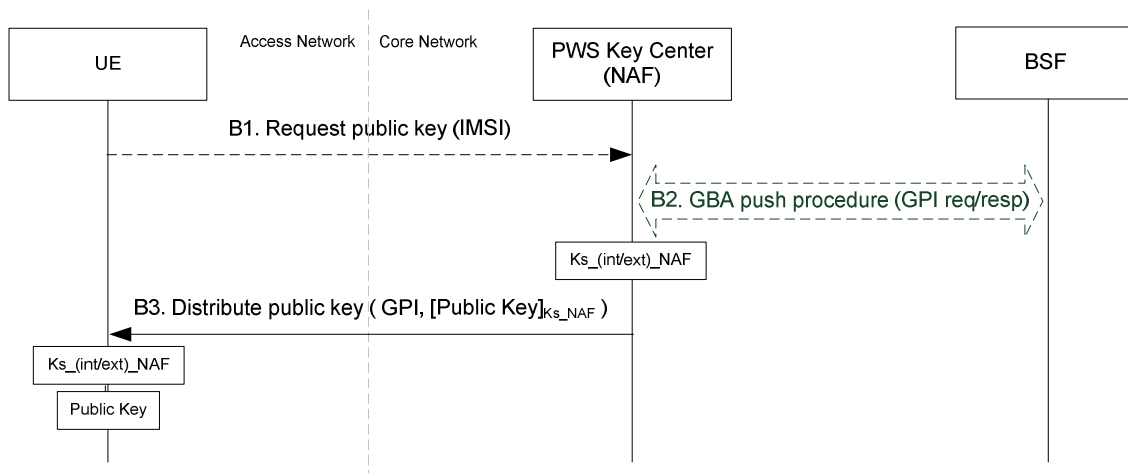 Access Network
Core Network
UE
PWS Key Center
(NAF)
BSF
B1. Request public key (IMSI)
B2. GBA push procedure (GPI req/resp)
Ks_(int/ext)_NAF
B3. Distribute public key ( GPI, [Public Key]Ks_NAF )
Ks_(int/ext)_NAF
Public Key